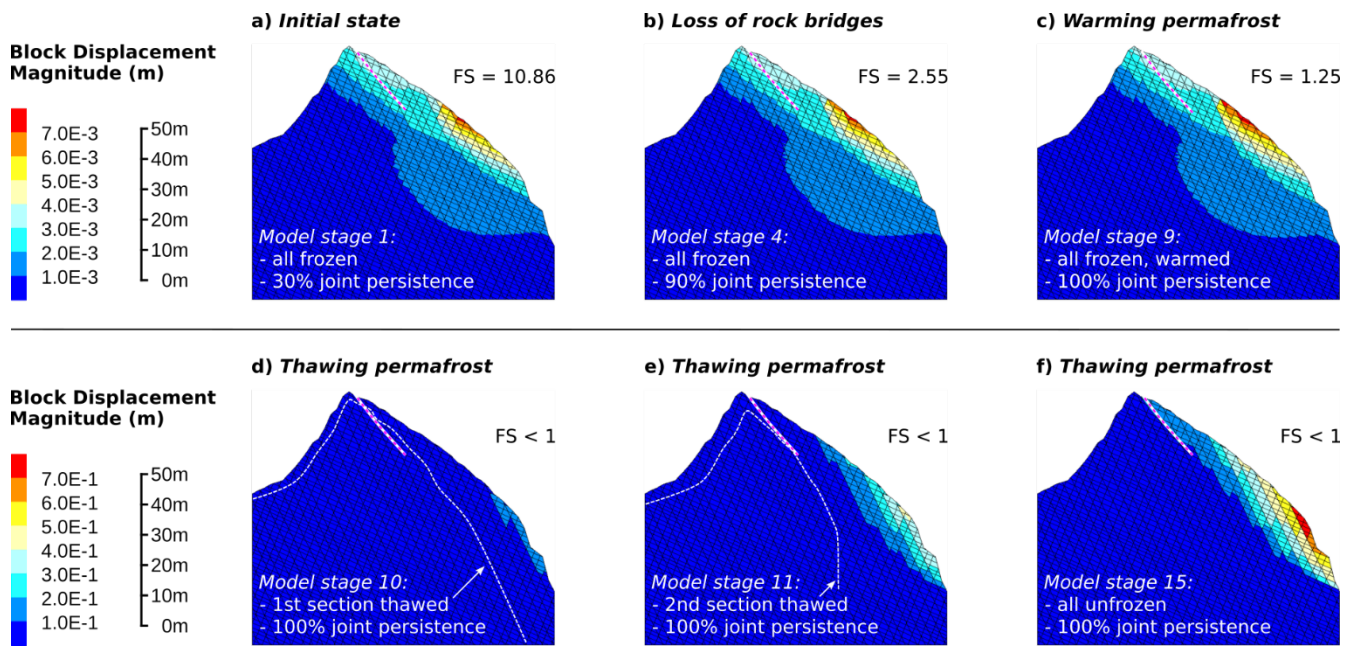 a) Initial state
b) Loss of rock bridges
c) Warming permafrost
Block Displacement
Magnitude (m)
7.0E-3
6.0E-3
5.0E-3
4.0E-3
3.0E-3
2.0E-3
1.0E-3
50m
40m
30m
20m
10m
0m
FS = 10.86
Model stage 1:
- all frozen
- 30% joint persistence
FS = 2.55
Model stage 4:
- all frozen
- 90% joint persistence
FS = 1.25
Model stage 9:
- all frozen, warmed
- 100% joint persistence
d) Thawing permafrost
e) Thawing permafrost
f) Thawing permafrost
Block Displacement
Magnitude (m)
7.0E-1
6.0E-1
5.0E-1
4.0E-1
3.0E-1
2.0E-1
1.0E-1
50m
40m
30m
20m
10m
0m
FS < 1
Model stage 10:
- 1st section thawed
- 100% joint persistence
FS < 1
Model stage 11:
- 2nd section thawed
- 100% joint persistence
FS < 1
Model stage 15:
- all unfrozen
- 100% joint persistence